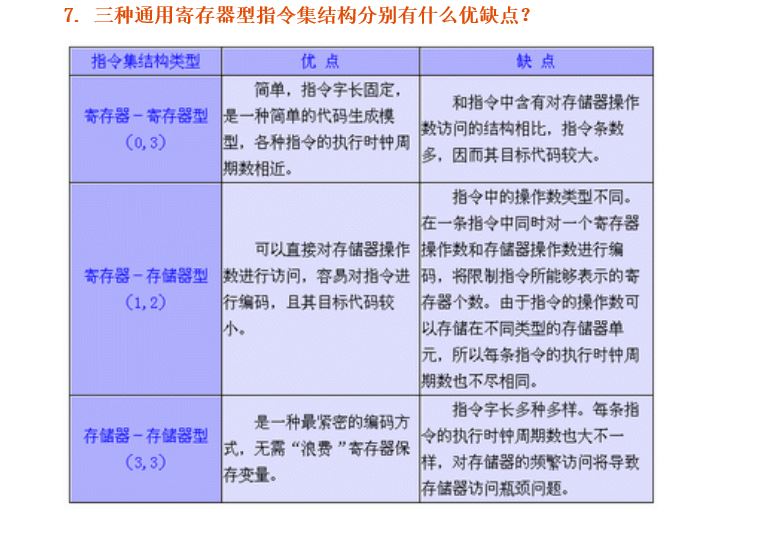 7. 三种通用寄存器型指令集结构分别有什么优缺点？
指令集结构类型
优 点
缺 点
寄存器－寄存器型
（0,3）
简单，指令字长固定，
是一种简单的代码生成模
型，各种指令的执行时钟周
期数相近。
和指令中含有对存储器操作
数访问的结构相比，指令条数
多，因而其目标代码较大。
寄存器－存储器型
（1,2）
可以直接对存储器操作
数进行访问，容易对指令进
行编码，且其目标代码较
小。
指令中的操作数类型不同。
在一条指令中同时对一个寄存器
操作数和存储器操作数进行编
码，将限制指令所能够表示的寄
存器个数。由于指令的操作数可
以存储在不同类型的存储器单
元，所以每条指令的执行时钟周
期数也不尽相同。
存储器－存储器型
（3,3）
是一种最紧密的编码方
式，无需“浪费”寄存器保
存变量。
指令字长多种多样。每条指
令的执行时钟周期数也大不一
样，对存储器的频繁访问将导致
存储器访问瓶颈问题。